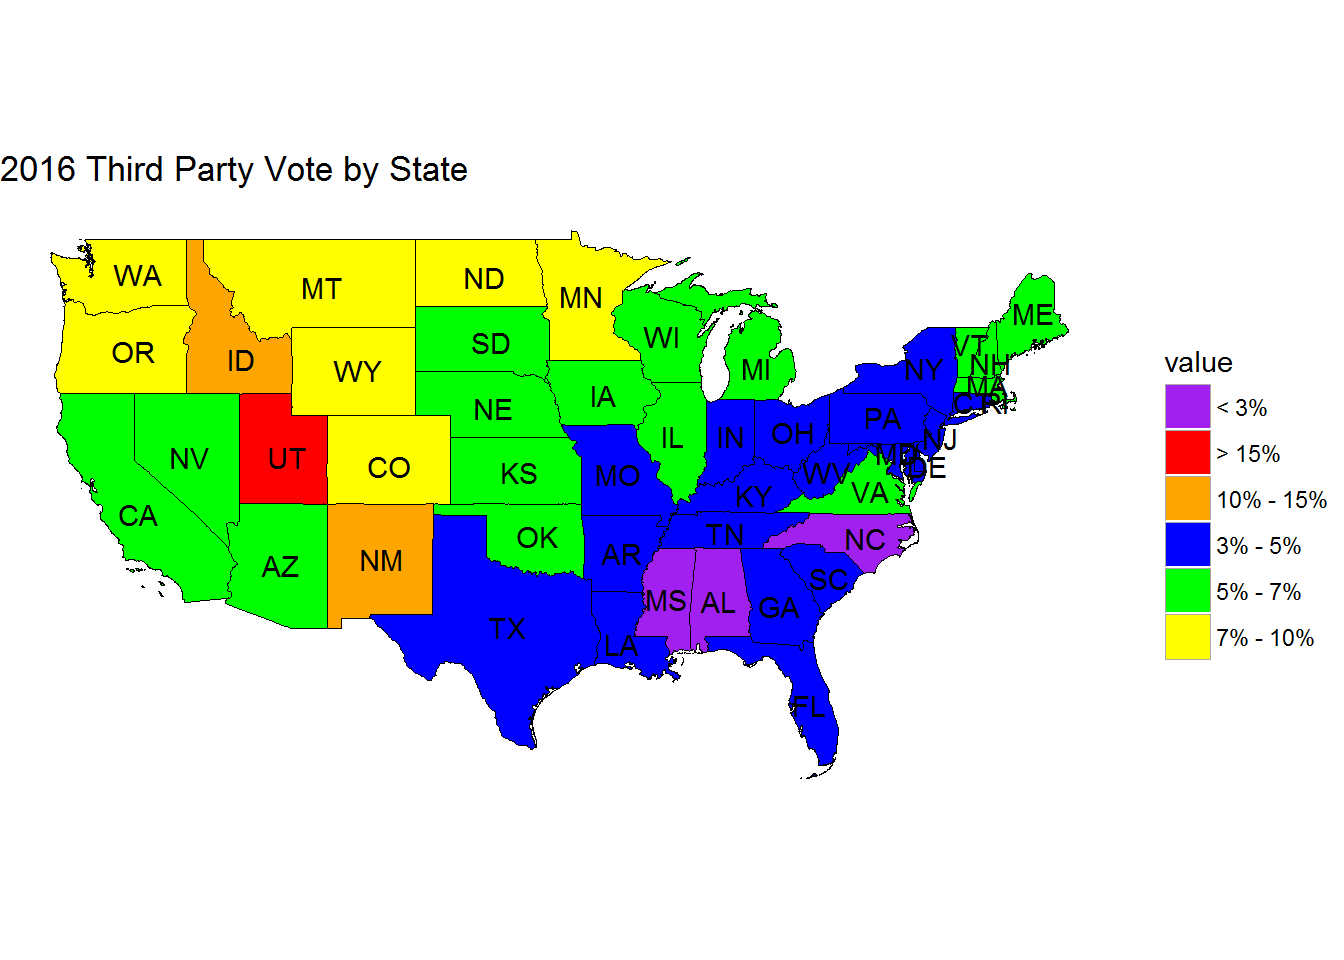 2016 Third Party Vote by State
WA
MT
ND
MN
OR
ID
WY
SD
WI
MI
ME
VT
NH
NY
MA
CT
RI
NE
IA
PA
NV
UT
CO
KS
IL
IN
OH
NJ
MD
DE
MO
WV
KY
VA
CA
AZ
NM
OK
AR
TN
NC
SC
TX
MS
AL
GA
LA
FL
value
< 3%
> 15%
10% - 15%
3% - 5%
5% - 7%
7% - 10%